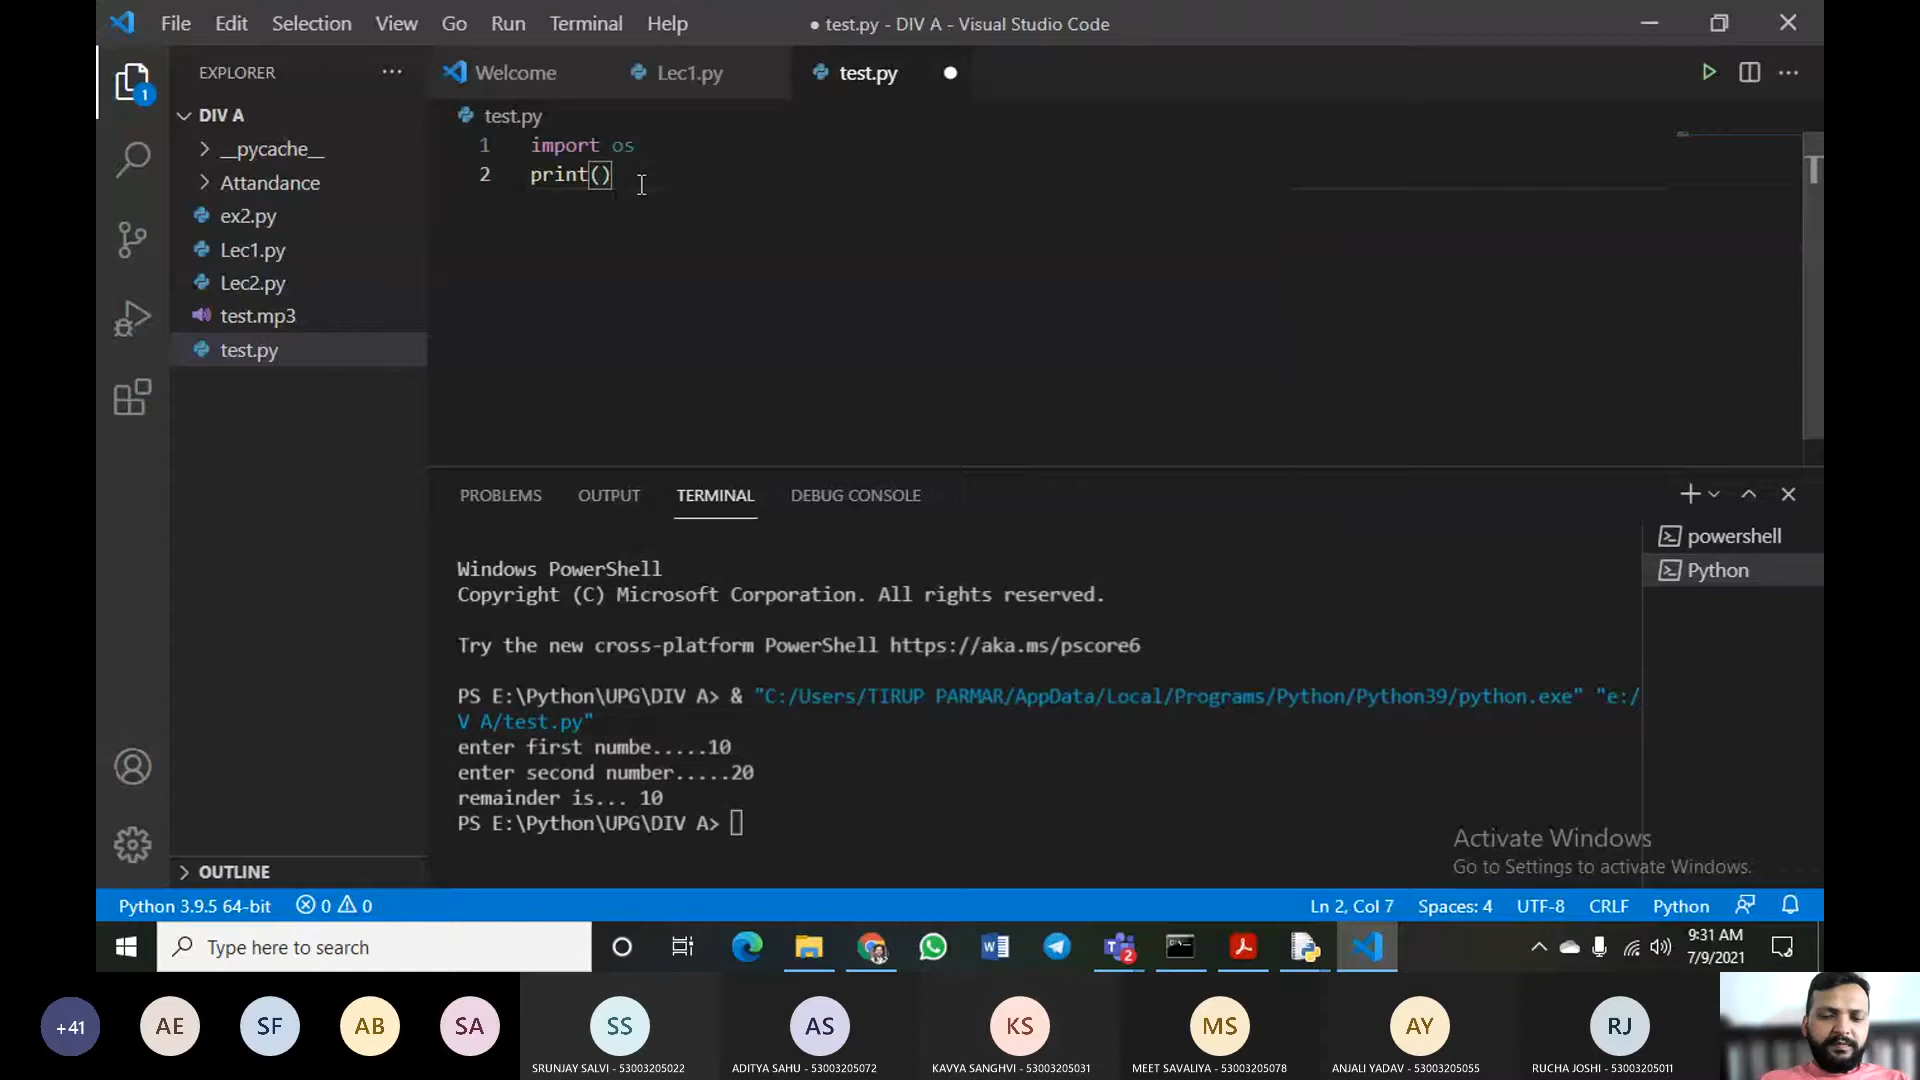 File Edit Selection View Go Run Terminal Help
● test.py - DIV A - Visual Studio Code
EXPLORER
Welcome
Lec1.py
test.py
1
DIV A
__pycache__
Attandance
ex2.py
Lec1.py
Lec2.py
test.mp3
test.py
OUTLINE
test.py
1 import os
2 print()
PROBLEMS OUTPUT TERMINAL DEBUG CONSOLE
powershell
Python
Windows PowerShell
Copyright (C) Microsoft Corporation. All rights reserved.
Try the new cross-platform PowerShell https://aka.ms/pscore6
PS E:\Python\UPG\DIV A> & "C:/Users/TIRUP PARMAR/AppData/Local/Programs/Python/Python39/python.exe" "e:/
V A/test.py"
enter first numbe.....10
enter second number.....20
remainder is... 10
PS E:\Python\UPG\DIV A>
Activate Windows
Go to Settings to activate Windows.
Python 3.9.5 64-bit 0 0 Ln 2, Col 7 Spaces: 4 UTF-8 CRLF Python
Type here to search
2
9:31 AM
7/9/2021
+41 AE SF AB SA SS AS KS MS AY RJ
SRUNJAY SALVI - 53003205022
ADITYA SAHU - 53003205072
KAVYA SANGHVI - 53003205031
MEET SAVALIYA - 53003205078
ANJALI YADAV - 53003205055
RUCHA JOSHI - 53003205011